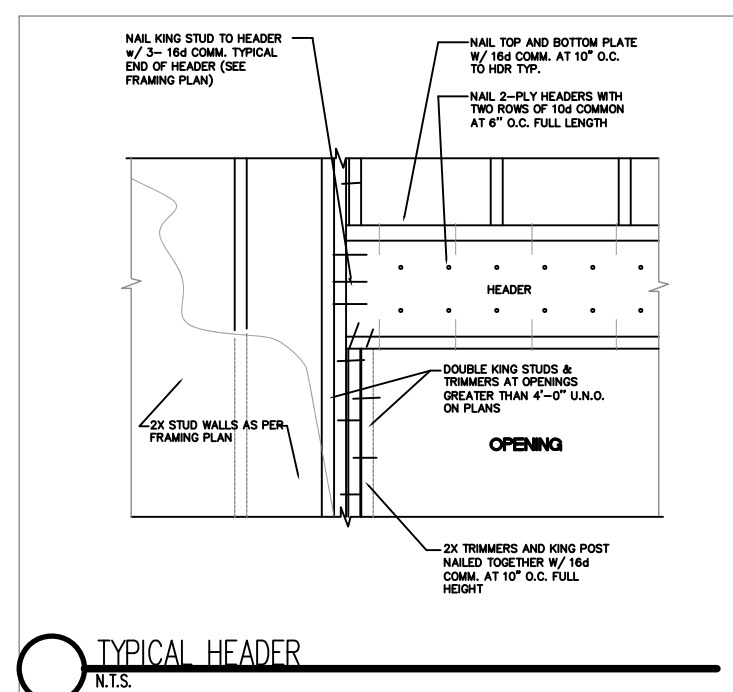 NAIL KING STUD TO HEADER
w/ 3- 16d COMM. TYPICAL
END OF HEADER (SEE
FRAMING PLAN)
NAIL TOP AND BOTTOM PLATE
W/ 16d COMM. AT 10" O.C.
TO HDR TYP.
NAIL 2-PLY HEADERS WITH
TWO ROWS OF 10d COMMON
AT 6" O.C. FULL LENGTH
HEADER
DOUBLE KING STUDS &
TRIMMERS AT OPENINGS
GREATER THAN 4'-0" U.N.O.
ON PLANS
2X STUD WALLS AS PER
FRAMING PLAN
OPENING
2X TRIMMERS AND KING POST
NAILED TOGETHER W/ 16d
COMM. AT 10" O.C. FULL
HEIGHT
TYPICAL HEADER
N.T.S.